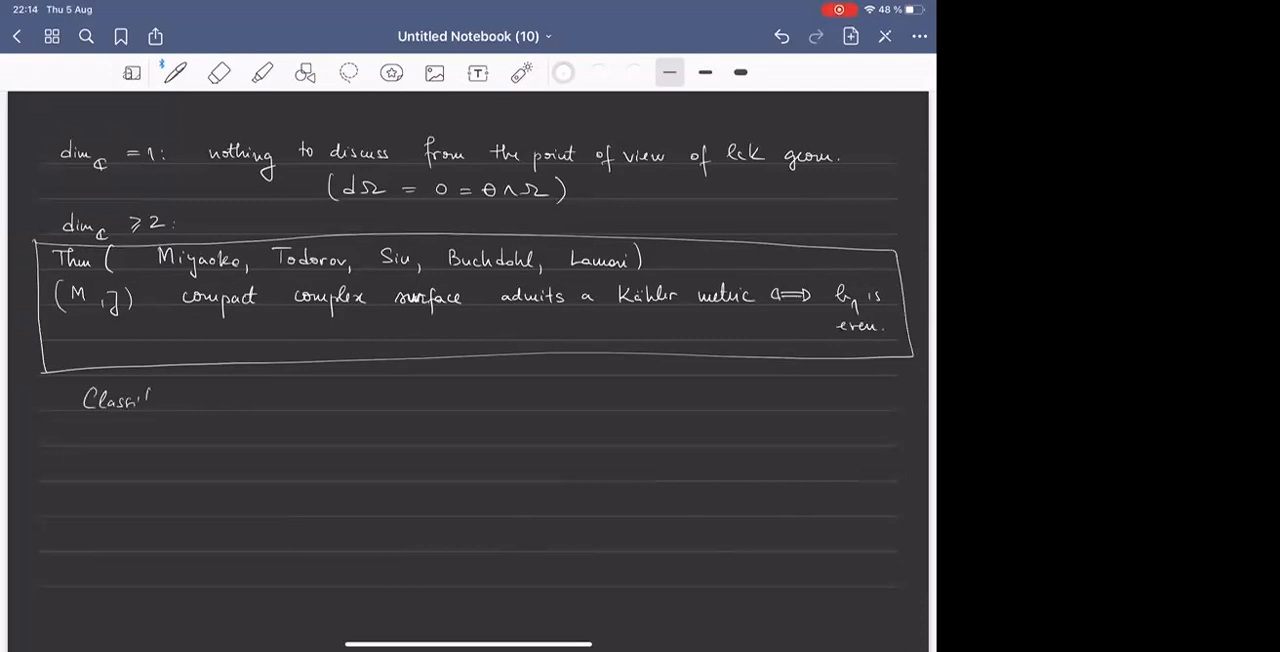 22:14 Thu 5 Aug
48 %
Untitled Notebook (10)
dim_ℂ = 1: nothing to discuss from the point of view of lck geom.
(dΩ = 0 = θ ∧ Ω)
dim_ℂ ⩾ 2:
Thm ( Miyaoka, Todorov, Siu, Buchdahl, Lamari)
(M, J) compact complex surface admits a Kähler metric ⟺ b₁ is
even.
Classif